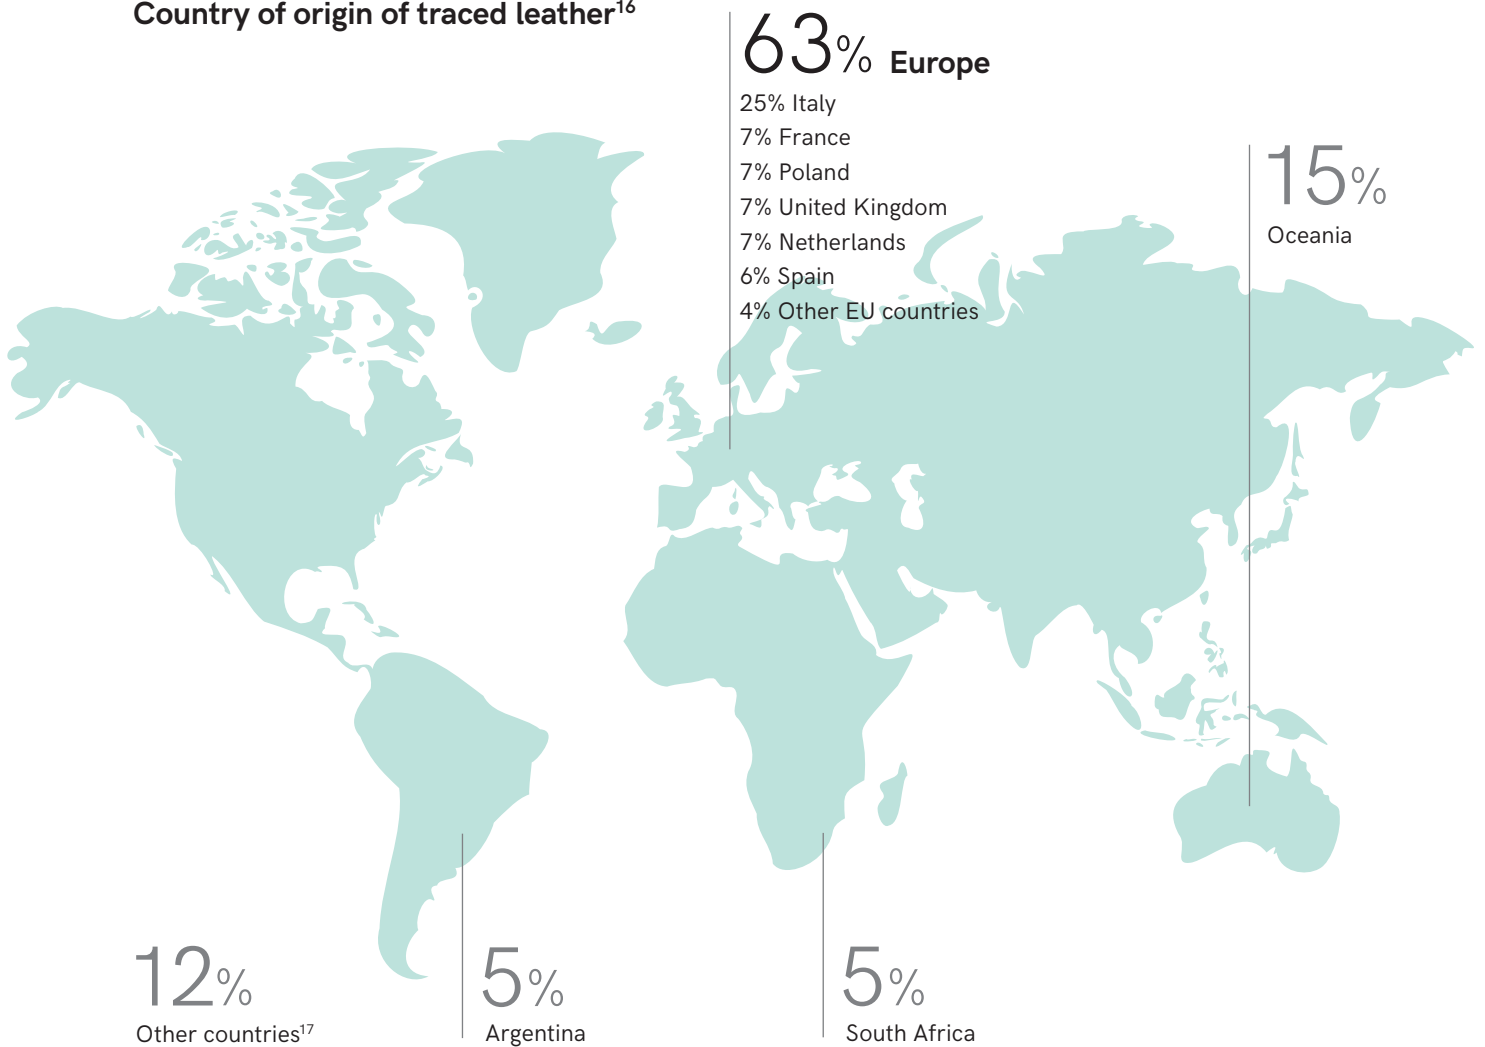 Country of origin of traced leather¹⁶
63% Europe
25% Italy
7% France
7% Poland
7% United Kingdom
7% Netherlands
6% Spain
4% Other EU countries
15%
Oceania
12%
Other countries¹⁷
5%
Argentina
5%
South Africa